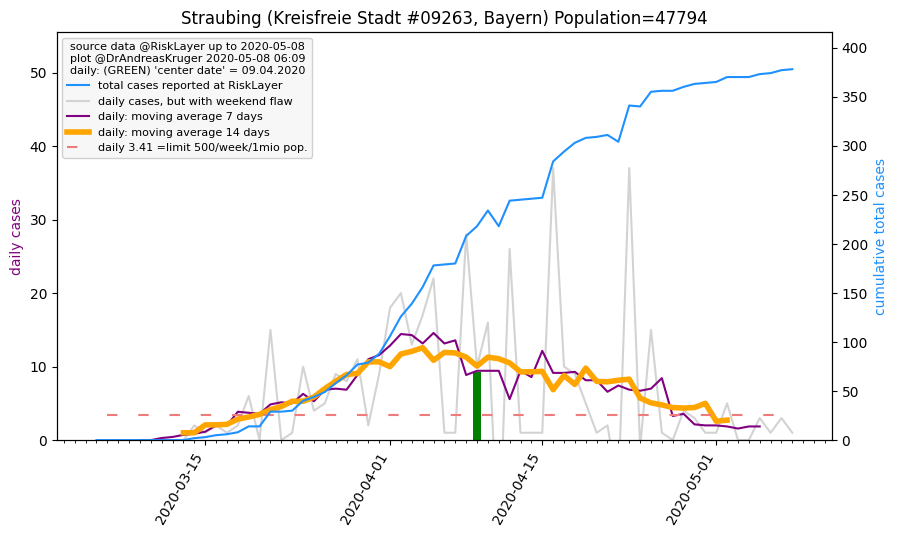 Straubing (Kreisfreie Stadt #09263, Bayern) Population=47794
source data @RiskLayer up to 2020-05-08
plot @DrAndreasKruger 2020-05-08 06:09
daily: (GREEN) 'center date' = 09.04.2020
total cases reported at RiskLayer
daily cases, but with weekend flaw
daily: moving average 7 days
daily: moving average 14 days
daily 3.41 =limit 500/week/1mio pop.
daily cases
50
40
30
20
10
0
cumulative total cases
400
350
300
250
200
150
100
50
0
2020-03-15
2020-04-01
2020-04-15
2020-05-01